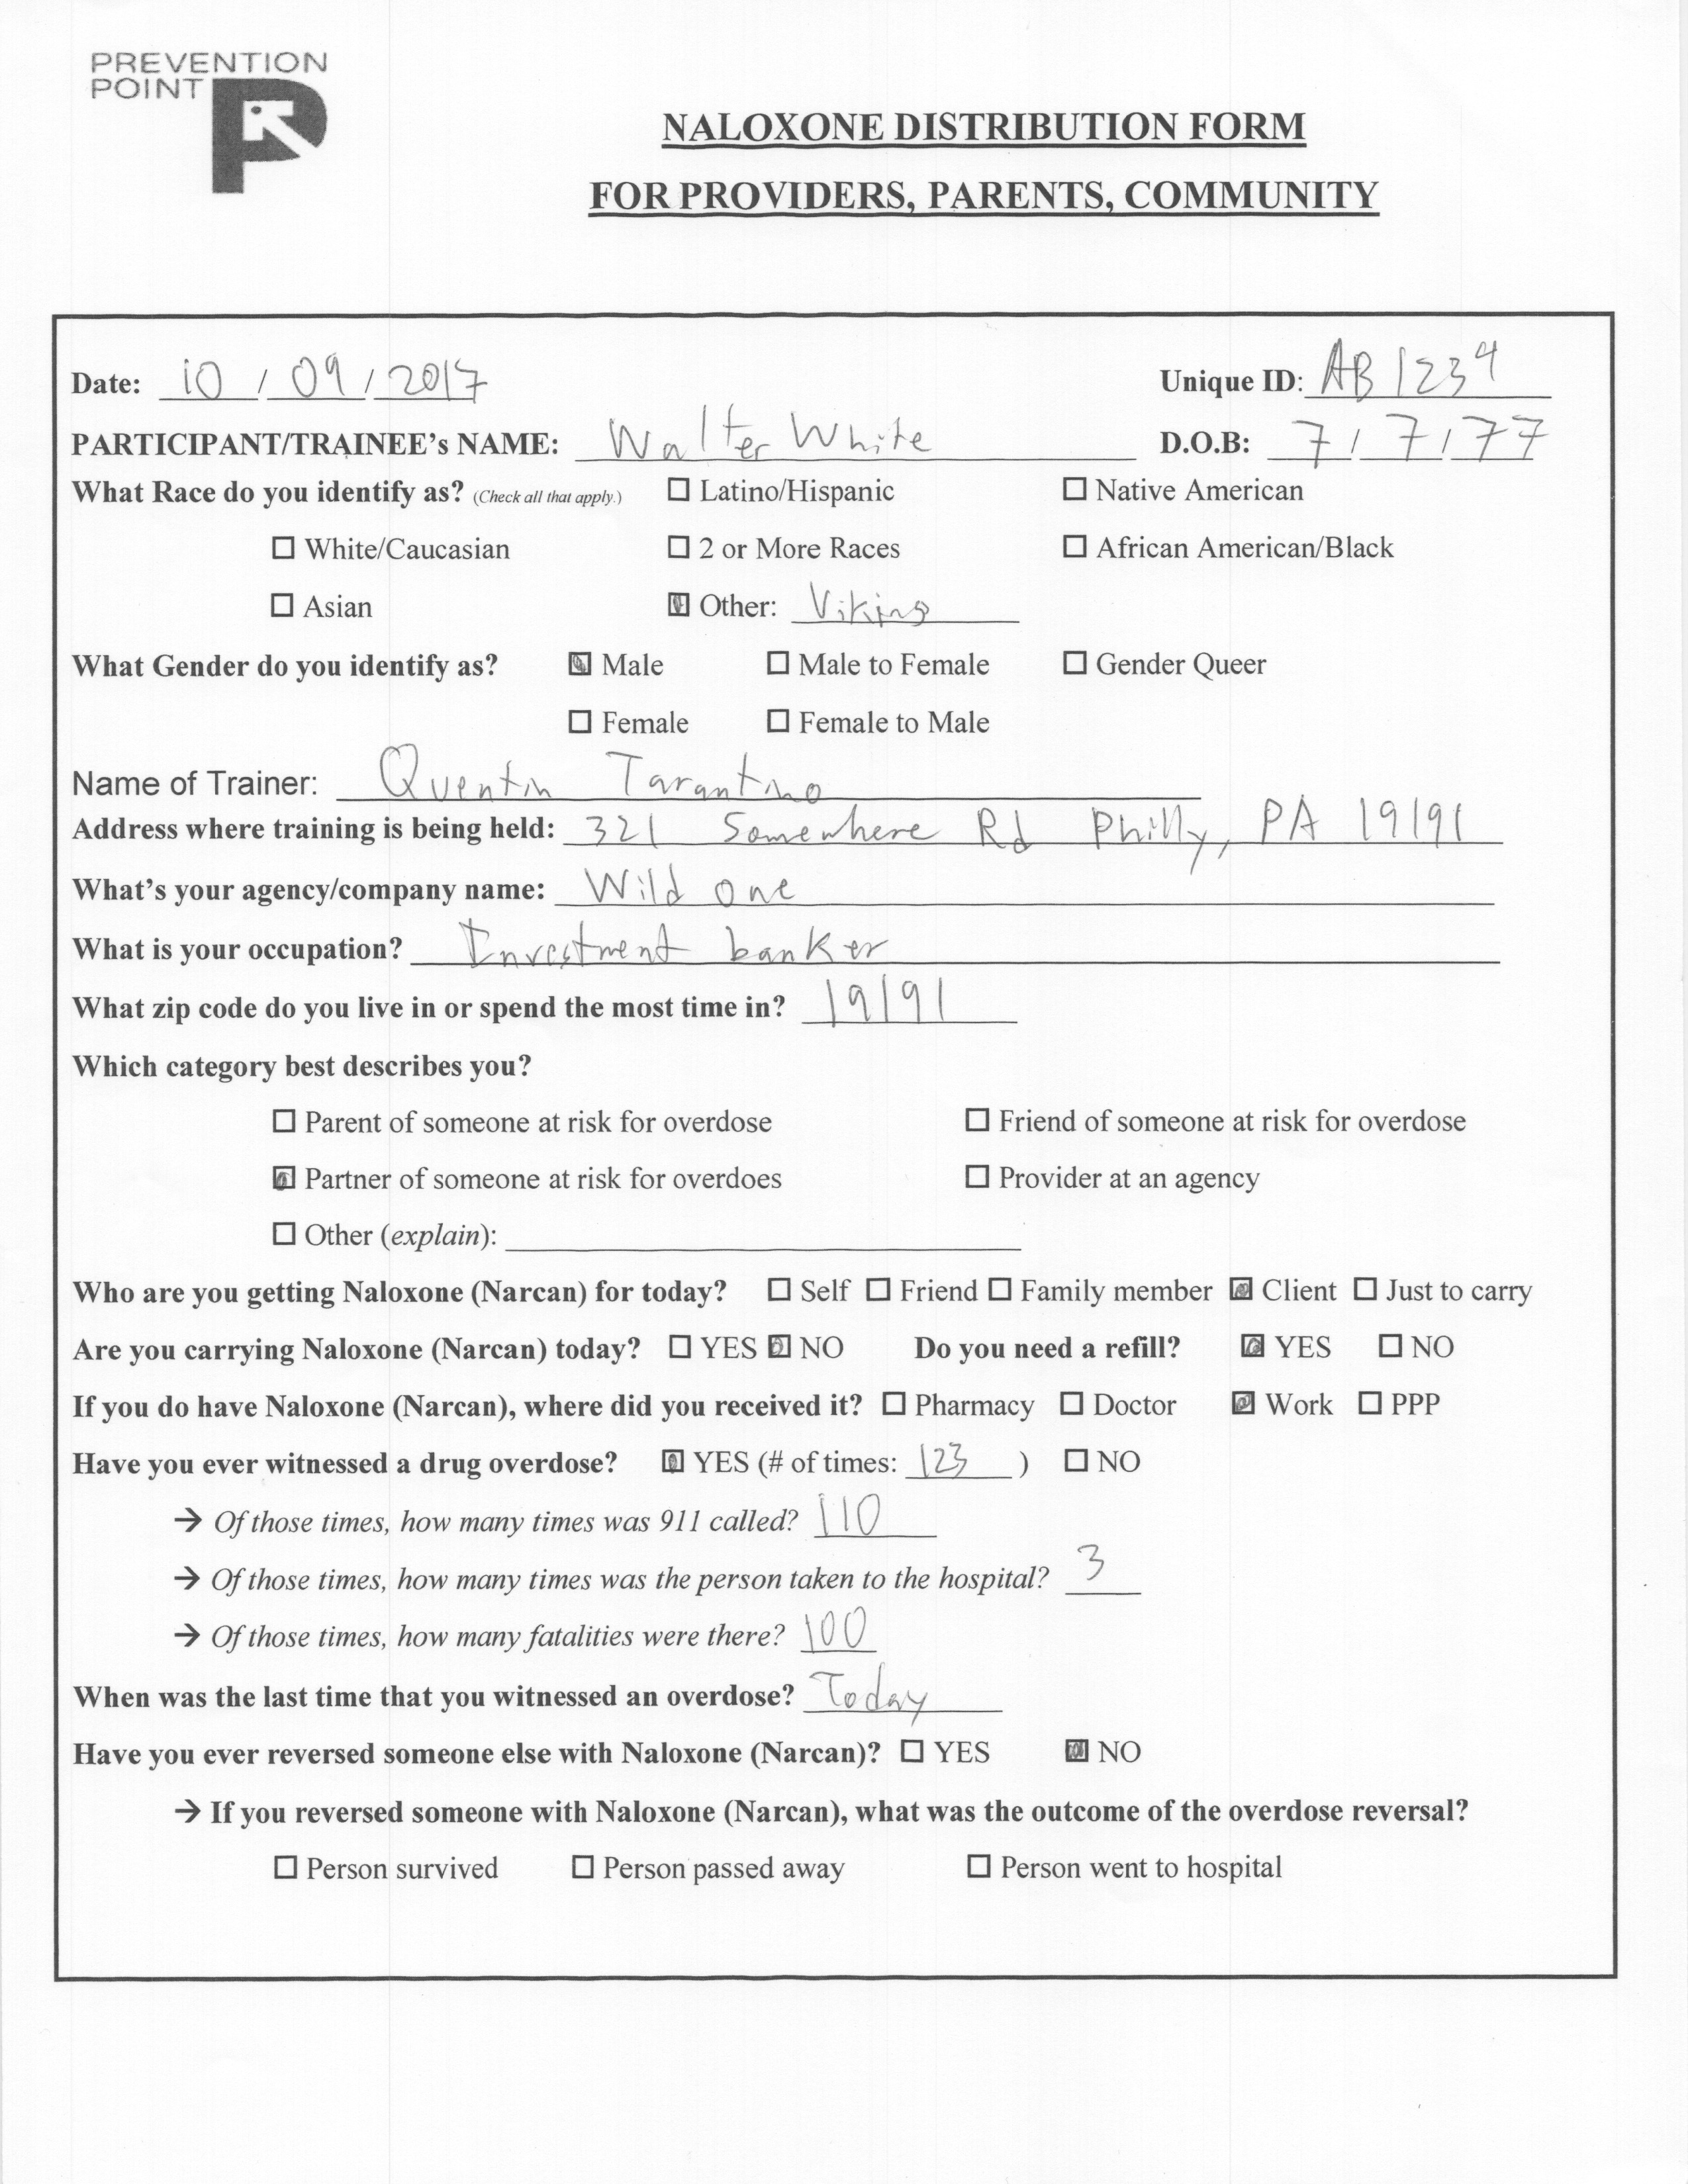 PREVENTION
POINT
NALOXONE DISTRIBUTION FORM
FOR PROVIDERS, PARENTS, COMMUNITY
Date: 10 / 09 / 2017 Unique ID: AB1234
PARTICIPANT/TRAINEE's NAME: Walter White D.O.B: 7 / 7 / 77
What Race do you identify as? (Check all that apply.) ☐ Latino/Hispanic ☐ Native American
☐ White/Caucasian ☐ 2 or More Races ☐ African American/Black
☐ Asian ☒ Other: Viking
What Gender do you identify as? ☒ Male ☐ Male to Female ☐ Gender Queer
☐ Female ☐ Female to Male
Name of Trainer: Quentin Tarantino
Address where training is being held: 321 Somewhere Rd Philly, PA 19191
What's your agency/company name: Wild one
What is your occupation? Investment banker
What zip code do you live in or spend the most time in? 19191
Which category best describes you?
☐ Parent of someone at risk for overdose ☐ Friend of someone at risk for overdose
☒ Partner of someone at risk for overdoes ☐ Provider at an agency
☐ Other (explain):
Who are you getting Naloxone (Narcan) for today? ☐ Self ☐ Friend ☐ Family member ☒ Client ☐ Just to carry
Are you carrying Naloxone (Narcan) today? ☐ YES ☒ NO Do you need a refill? ☒ YES ☐ NO
If you do have Naloxone (Narcan), where did you received it? ☐ Pharmacy ☐ Doctor ☒ Work ☐ PPP
Have you ever witnessed a drug overdose? ☒ YES (# of times: 123 ) ☐ NO
→ Of those times, how many times was 911 called? 110
→ Of those times, how many times was the person taken to the hospital? 3
→ Of those times, how many fatalities were there? 100
When was the last time that you witnessed an overdose? Today
Have you ever reversed someone else with Naloxone (Narcan)? ☐ YES ☒ NO
→ If you reversed someone with Naloxone (Narcan), what was the outcome of the overdose reversal?
☐ Person survived ☐ Person passed away ☐ Person went to hospital